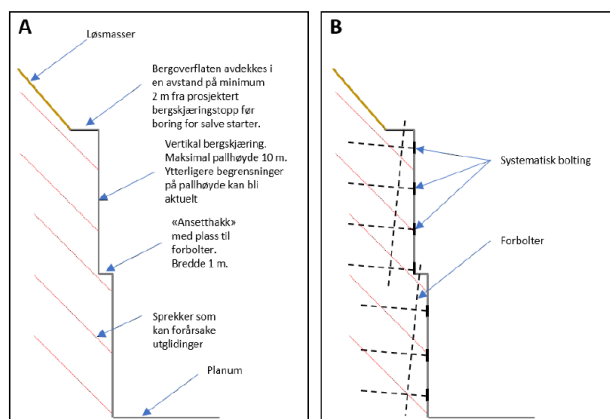 A
Løsmasser
Bergoverflaten avdekkes i
en avstand på minimum
2 m fra prosjektert
bergskjæringstopp før
boring for salve starter.
Vertikal bergskjæring.
Maksimal pallhøyde 10 m.
Ytterligere begrensninger
på pallhøyde kan bli
aktuelt
«Ansetthakk»
med plass til
forbolter.
Bredde 1 m.
Sprekker som
kan forårsake
utglidinger
Planum
B
Systematisk bolting
Forbolter